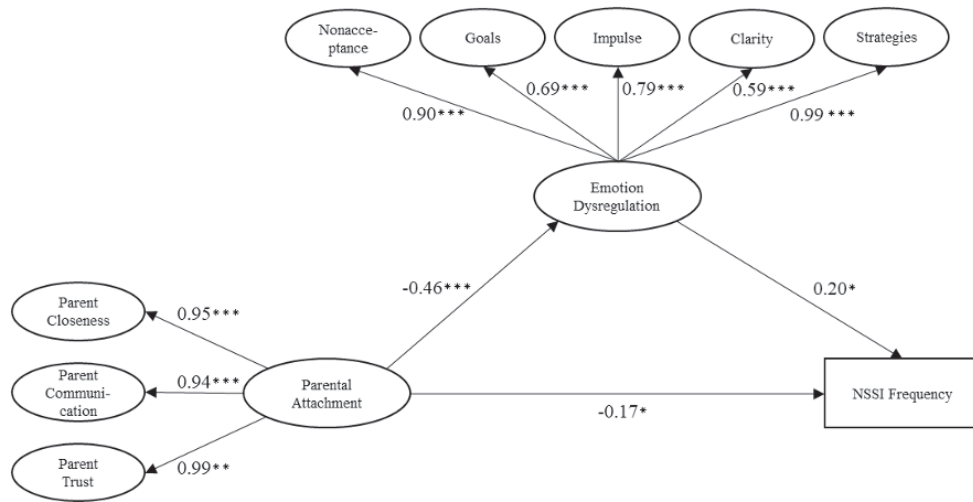 Nonacce-
ptance
Goals
Impulse
Clarity
Strategies
0.90***
0.69***
0.79***
0.59***
0.99 ***
Emotion
Dysregulation
-0.46***
0.20*
Parent
Closeness
0.95***
Parent
Communi-
cation
0.94***
Parental
Attachment
-0.17*
NSSI Frequency
Parent
Trust
0.99**